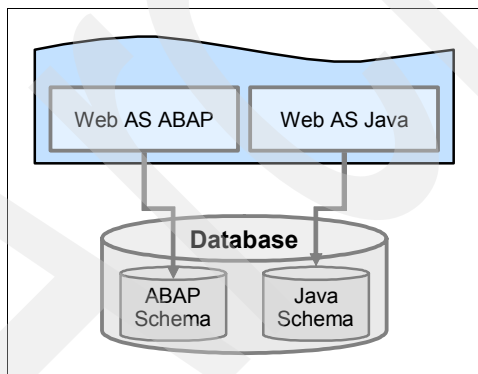 Web AS ABAP
Web AS Java
Database
ABAP
Schema
Java
Schema